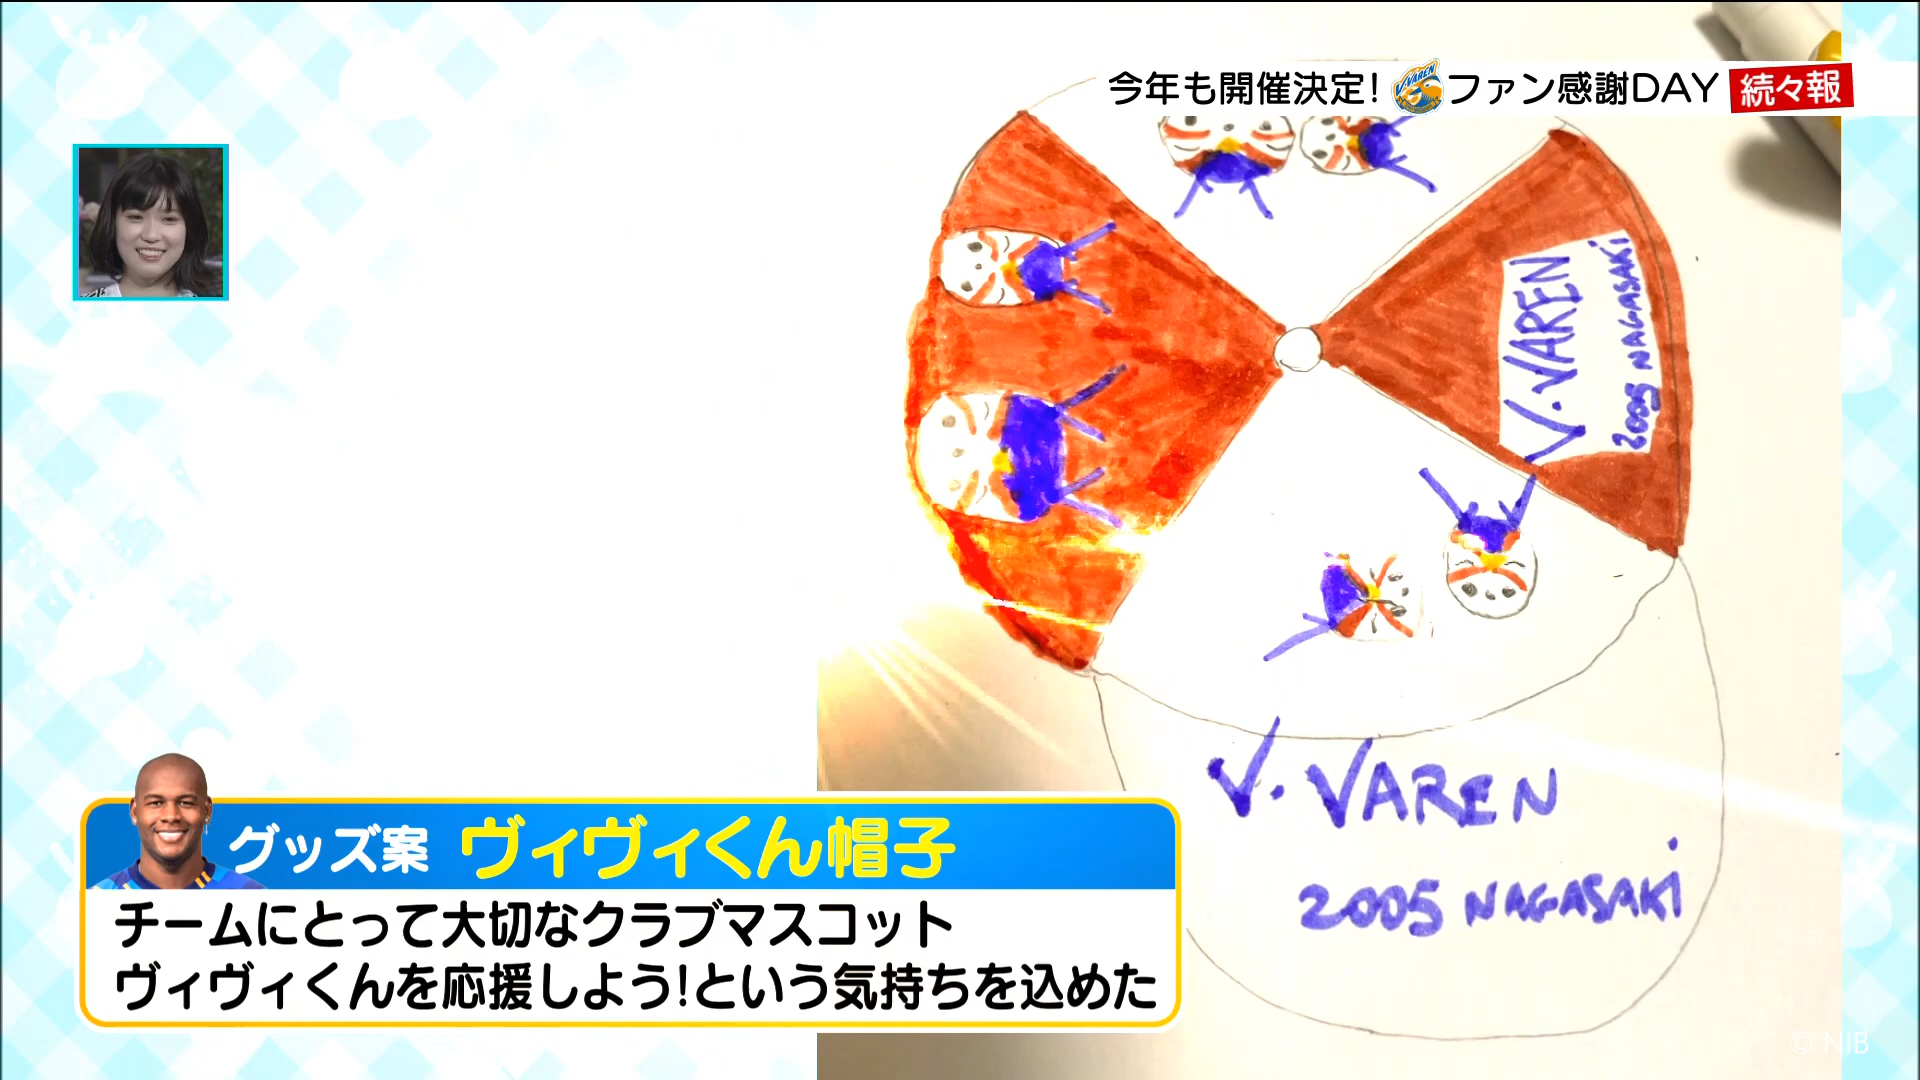 今年も開催決定! V・VAREN ファン感謝DAY 続々報
V.VAREN
2005 NAGASAKi
V.VAREN
2005 NAGASAKi
グッズ案 ヴィヴィくん帽子
チームにとって大切なクラブマスコット
ヴィヴィくんを応援しよう!という気持ちを込めた
© NIB